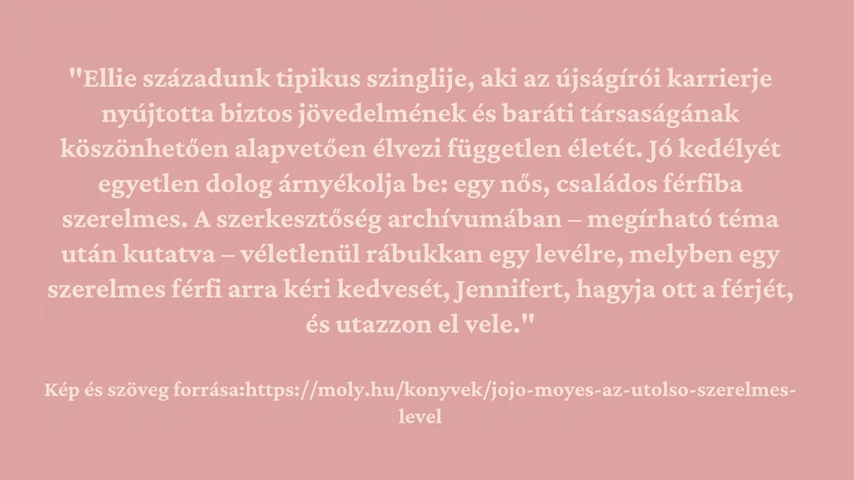 "Ellie századunk tipikus szinglije, aki az újságírói karrierje
nyújtotta biztos jövedelmének és baráti társaságának
köszönhetően alapvetően élvezi független életét. Jó kedélyét
egyetlen dolog árnyékolja be: egy nős, családos férfiba
szerelmes. A szerkesztőség archívumában – megírható téma
után kutatva – véletlenül rábukkan egy levélre, melyben egy
szerelmes férfi arra kéri kedvesét, Jennifert, hagyja ott a férjét,
és utazzon el vele."
Kép és szöveg forrása:https://moly.hu/konyvek/jojo-moyes-az-utolso-szerelmes-
level